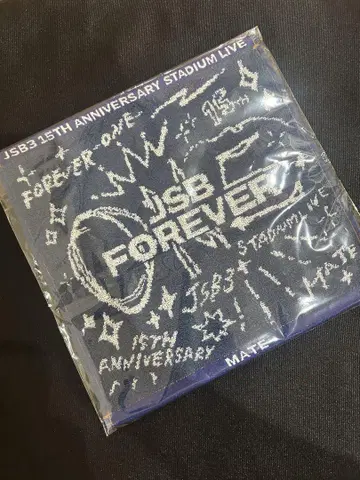 JSB3 15TH ANNIVERSARY STADIUM LIVE
FOREVER ONE
15TH
JSB
FOREVER
STADIUM LIVE
JSB3
MATE
15TH
ANNIVERSARY
MATE